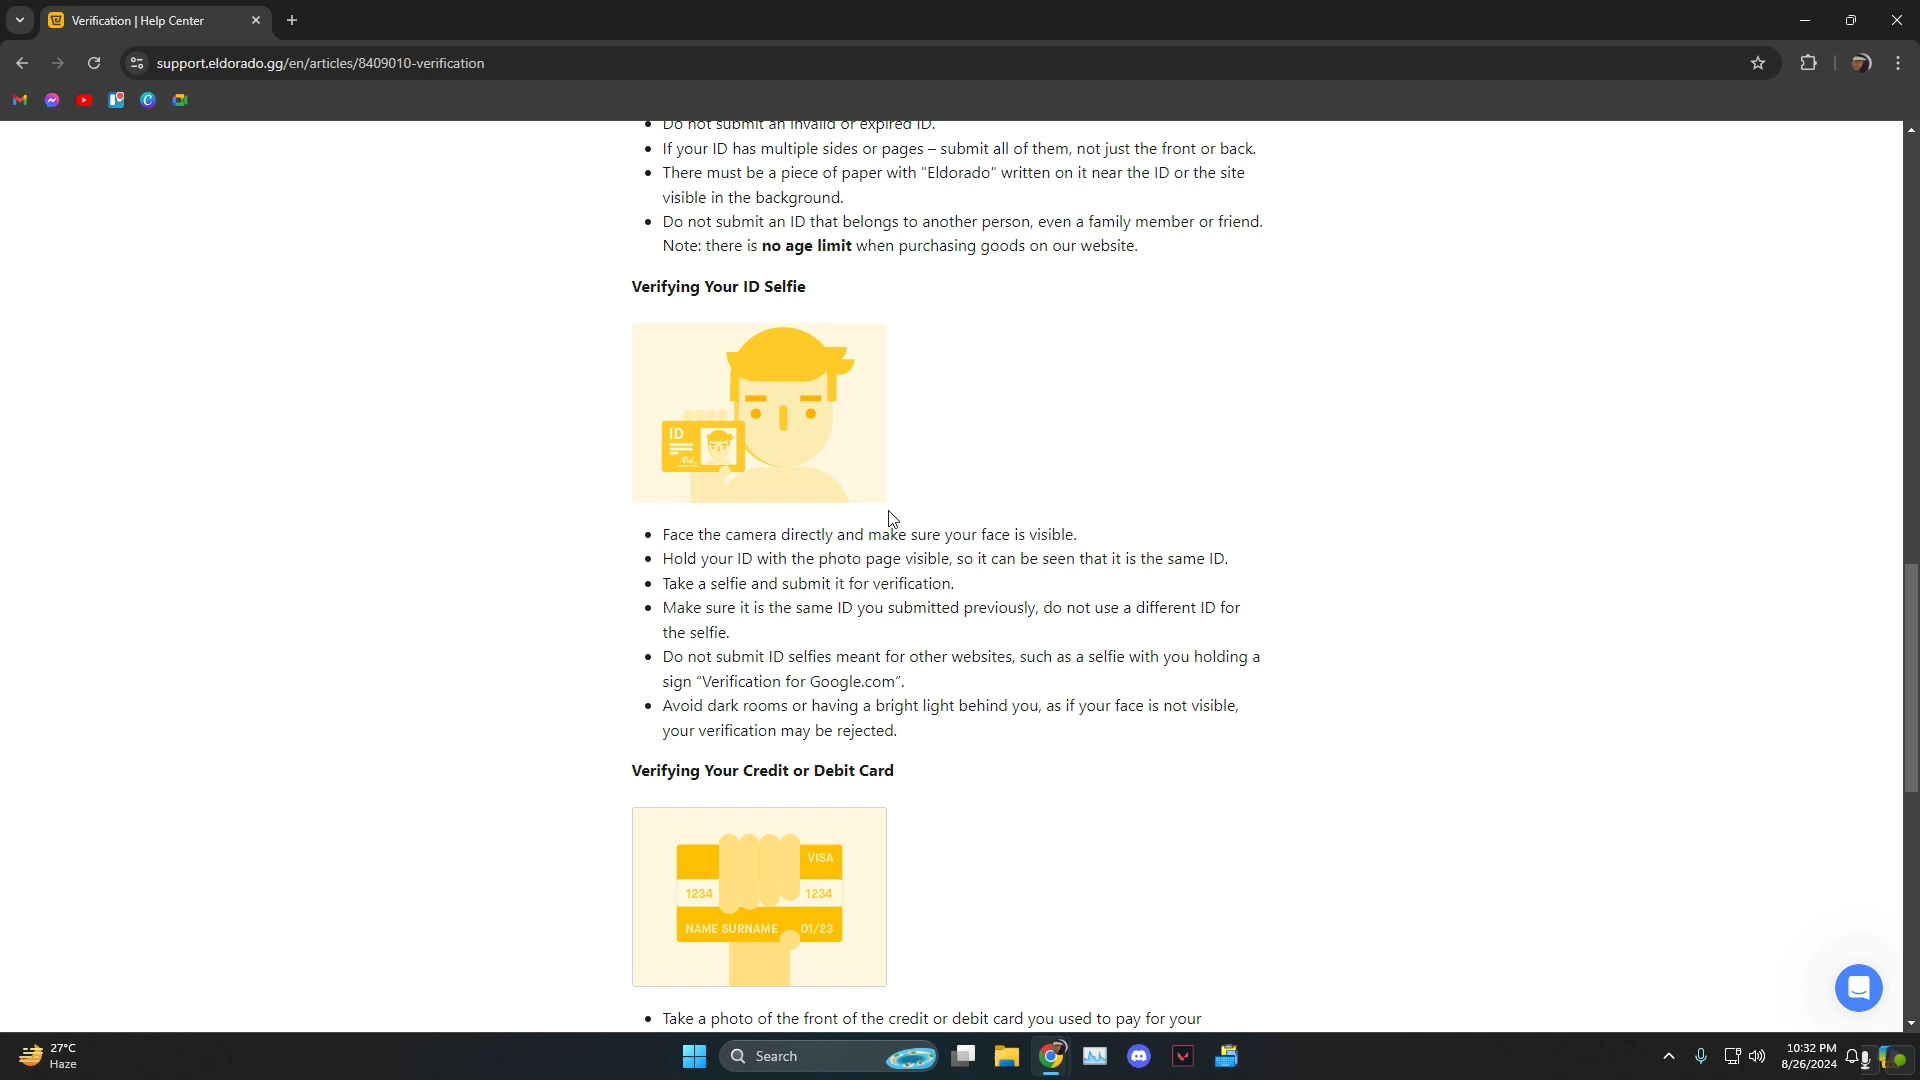 Verification | Help Center
support.eldorado.gg/en/articles/8409010-verification
Do not submit an invalid or expired ID.
If your ID has multiple sides or pages – submit all of them, not just the front or back.
There must be a piece of paper with "Eldorado" written on it near the ID or the site
visible in the background.
Do not submit an ID that belongs to another person, even a family member or friend.
Note: there is no age limit when purchasing goods on our website.
Verifying Your ID Selfie
ID
Face the camera directly and make sure your face is visible.
Hold your ID with the photo page visible, so it can be seen that it is the same ID.
Take a selfie and submit it for verification.
Make sure it is the same ID you submitted previously, do not use a different ID for
the selfie.
Do not submit ID selfies meant for other websites, such as a selfie with you holding a
sign “Verification for Google.com”.
Avoid dark rooms or having a bright light behind you, as if your face is not visible,
your verification may be rejected.
Verifying Your Credit or Debit Card
VISA
1234 1234
NAME SURNAME 01/23
Take a photo of the front of the credit or debit card you used to pay for your
27°C
Haze
Search
10:32 PM
8/26/2024